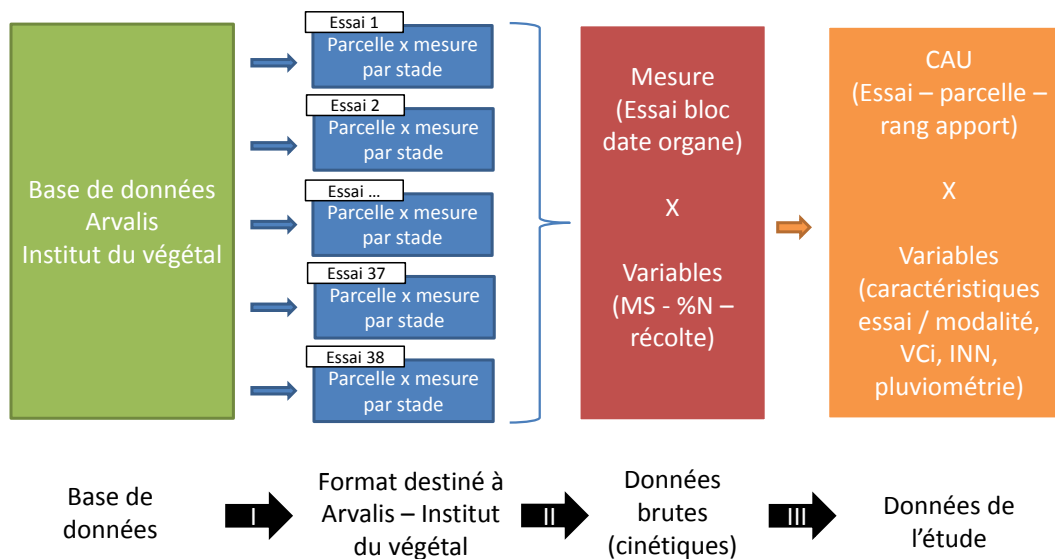 Base de données
Arvalis
Institut du végétal
Essai 1
Parcelle x mesure
par stade
Essai 2
Parcelle x mesure
par stade
Essai ...
Parcelle x mesure
par stade
Essai 37
Parcelle x mesure
par stade
Essai 38
Parcelle x mesure
par stade
Mesure
(Essai bloc
date organe)
X
Variables
(MS - %N –
récolte)
CAU
(Essai – parcelle –
rang apport)
X
Variables
(caractéristiques
essai / modalité,
VCi, INN,
pluviométrie)
Base de
données
I
Format destiné à
Arvalis – Institut
du végétal
II
Données
brutes
(cinétiques)
III
Données de
l'étude